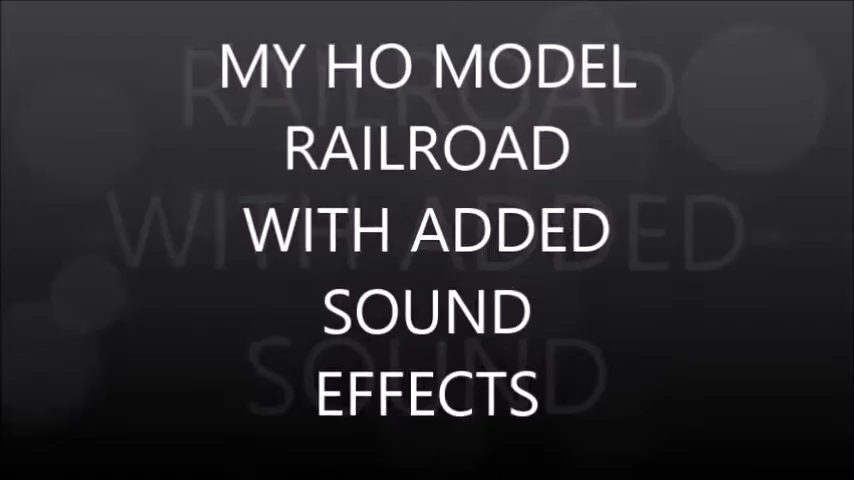 MY HO MODEL
RAILROAD
WITH ADDED
SOUND
EFFECTS